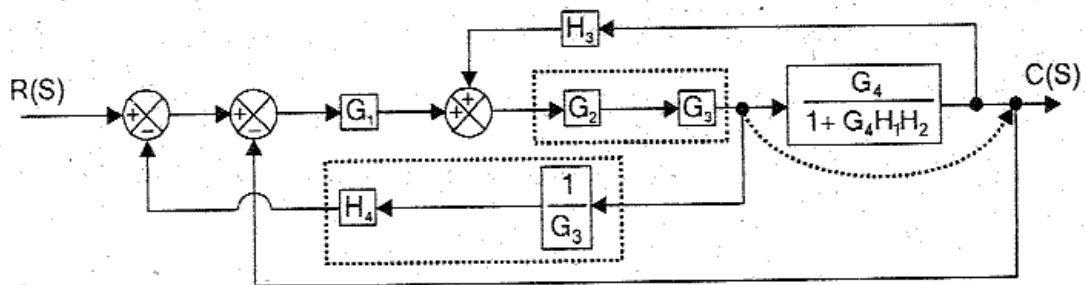 H₃
R(S)
+
−
+
−
G₁
+
+
G₂
G₃
G₄
1 + G₄H₁H₂
C(S)
H₄
1
G₃